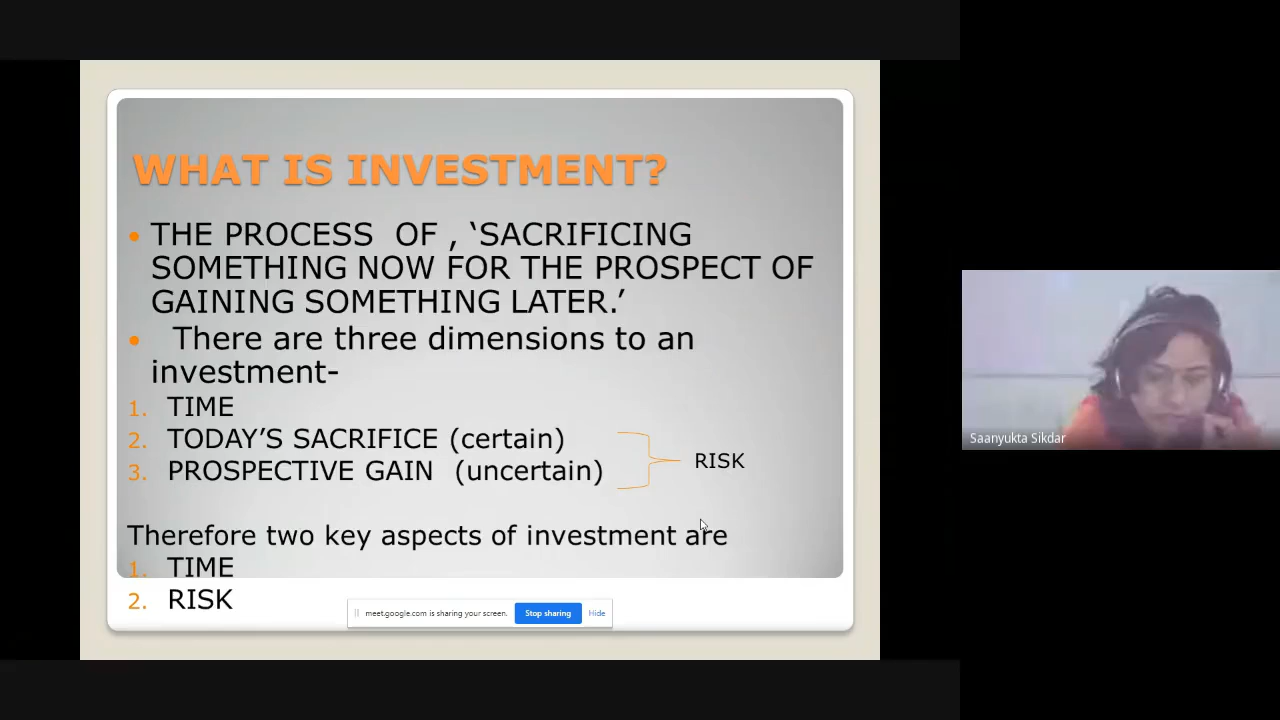 WHAT IS INVESTMENT?
• THE PROCESS OF , ‘SACRIFICING
SOMETHING NOW FOR THE PROSPECT OF
GAINING SOMETHING LATER.’
• There are three dimensions to an
investment-
1. TIME
2. TODAY’S SACRIFICE (certain)
3. PROSPECTIVE GAIN (uncertain)
RISK
Therefore two key aspects of investment are
1. TIME
2. RISK
meet.google.com is sharing your screen.
Stop sharing
Hide
Saanyukta Sikdar